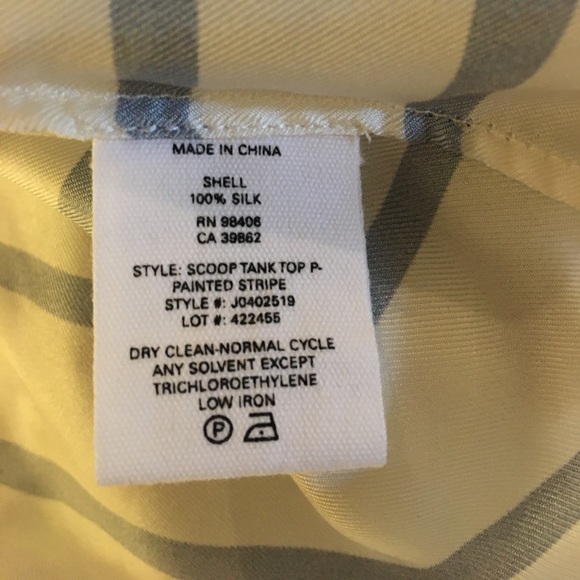 MADE IN CHINA
SHELL
100% SILK
RN 98406
CA 39862
STYLE: SCOOP TANK TOP P-
PAINTED STRIPE
STYLE #: J0402519
LOT #: 422455
DRY CLEAN-NORMAL CYCLE
ANY SOLVENT EXCEPT
TRICHLOROETHYLENE
LOW IRON
P